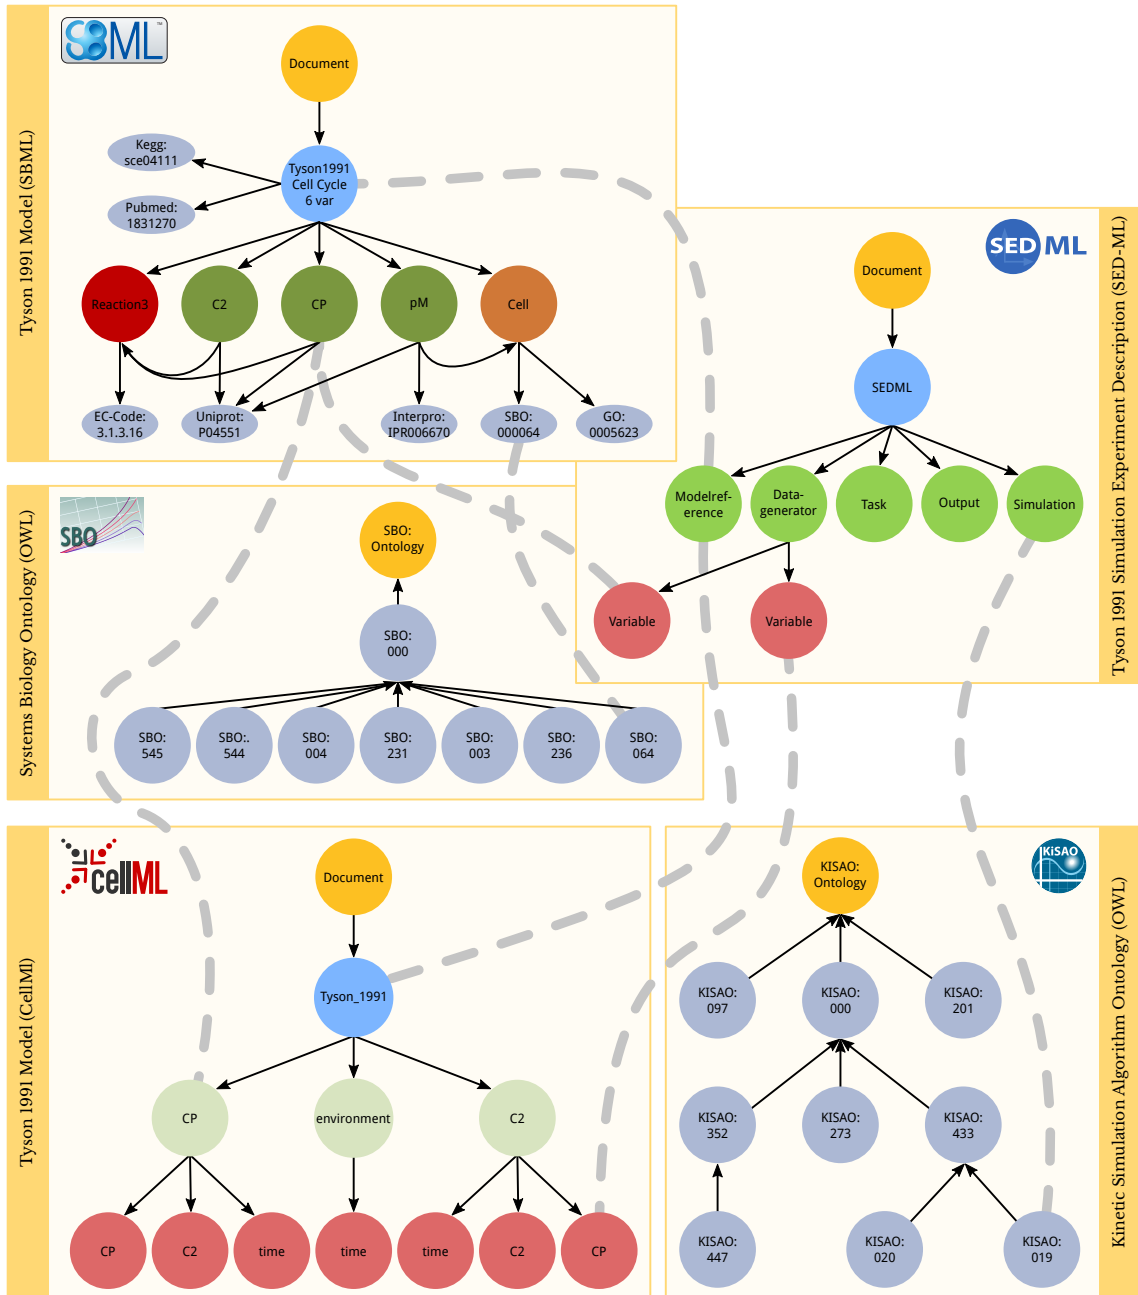 Tyson 1991 Model (SBML)
SBML™
Document
Kegg:
sce04111
Tyson1991
Cell Cycle
6 var
Pubmed:
1831270
Reaction3
C2
CP
pM
Cell
EC-Code:
3.1.3.16
Uniprot:
P04551
Interpro:
IPR006670
SBO:
000064
GO:
0005623
Tyson 1991 Simulation Experiment Description (SED-ML)
SED ML
Document
SEDML
Modelref-
erence
Data-
generator
Task
Output
Simulation
Variable
Variable
Systems Biology Ontology (OWL)
SBO
SBO:
Ontology
SBO:
000
SBO:
545
SBO:.
544
SBO:
004
SBO:
231
SBO:
003
SBO:
236
SBO:
064
Tyson 1991 Model (CellMl)
cellML
Document
Tyson_1991
CP
environment
C2
CP
C2
time
time
time
C2
CP
Kinetic Simulation Algorithm Ontology (OWL)
KiSAO
KISAO:
Ontology
KISAO:
097
KISAO:
000
KISAO:
201
KISAO:
352
KISAO:
273
KISAO:
433
KISAO:
447
KISAO:
020
KISAO:
019